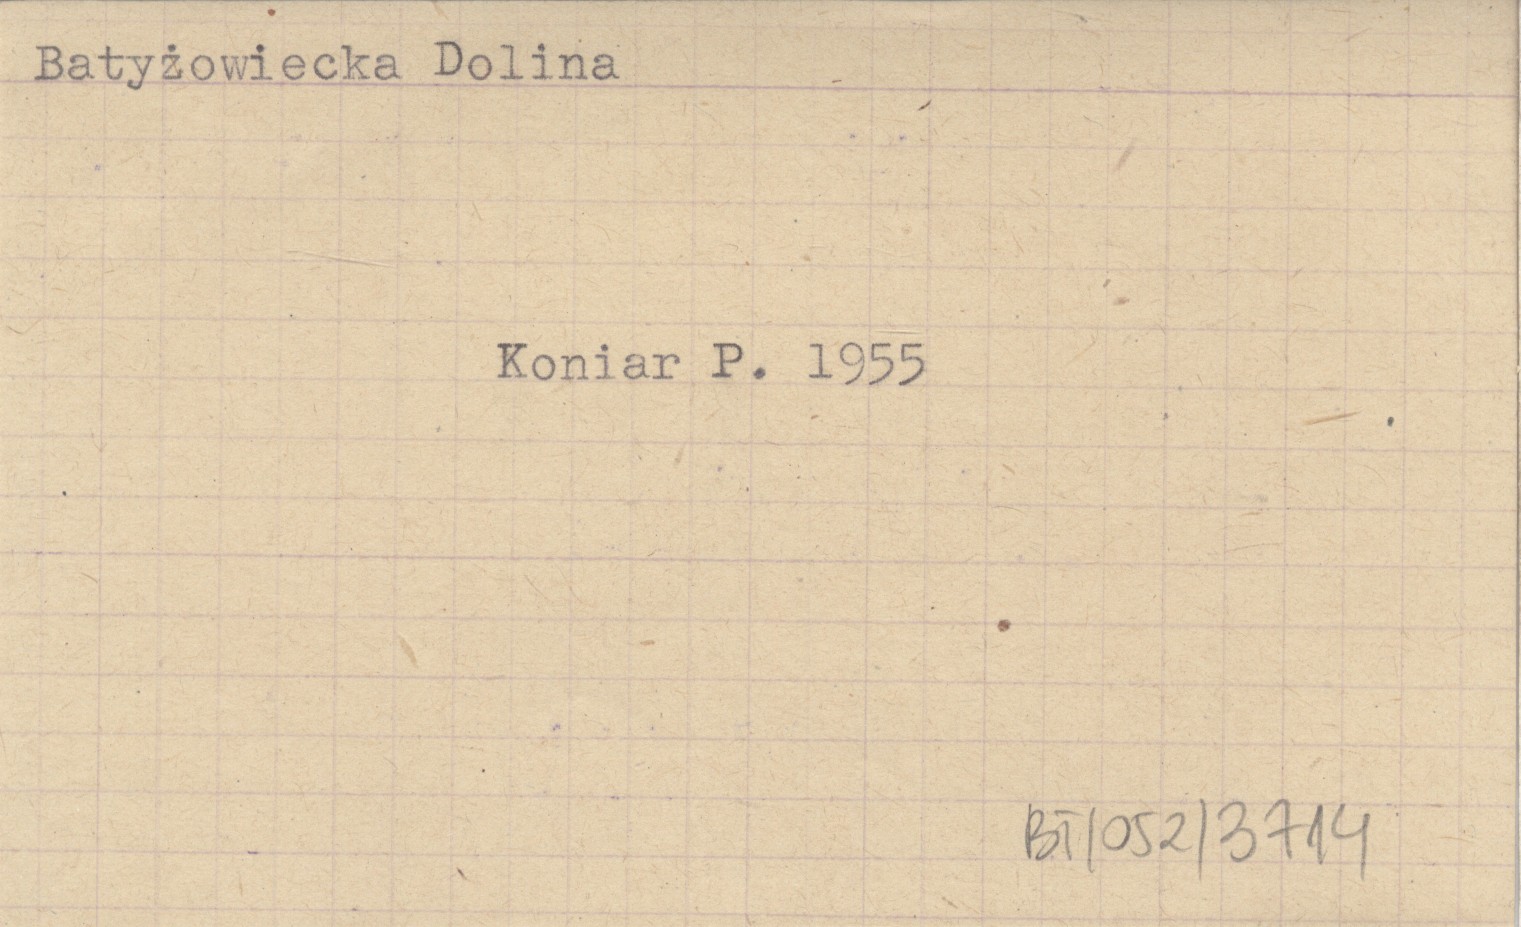 Batyżowiecka Dolina
Koniar P. 1955
BT/052/3714